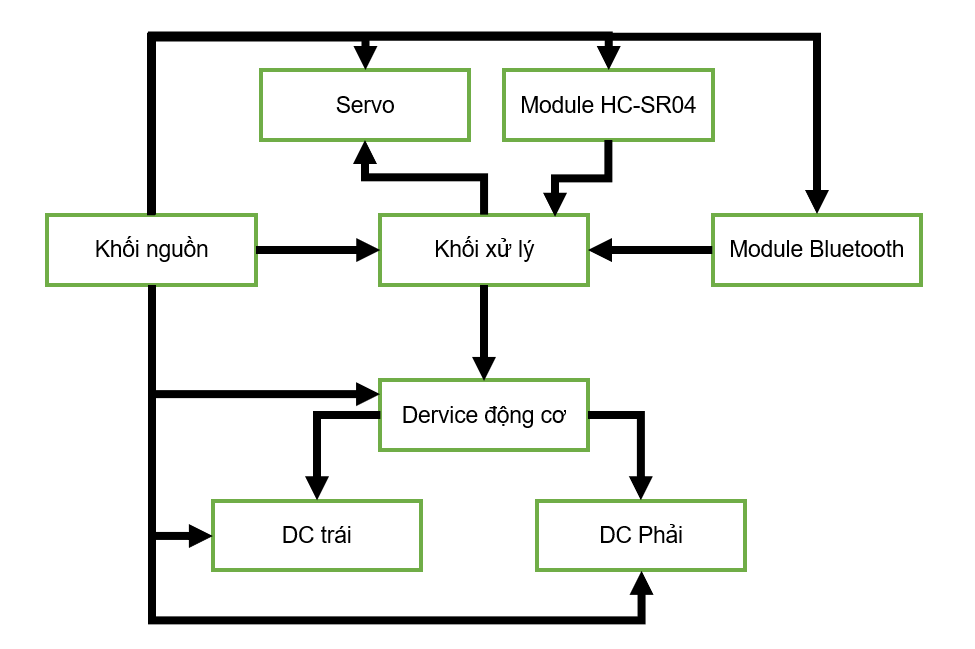 Servo
Module HC-SR04
Khối nguồn
Khối xử lý
Module Bluetooth
Dervice động cơ
DC trái
DC Phải